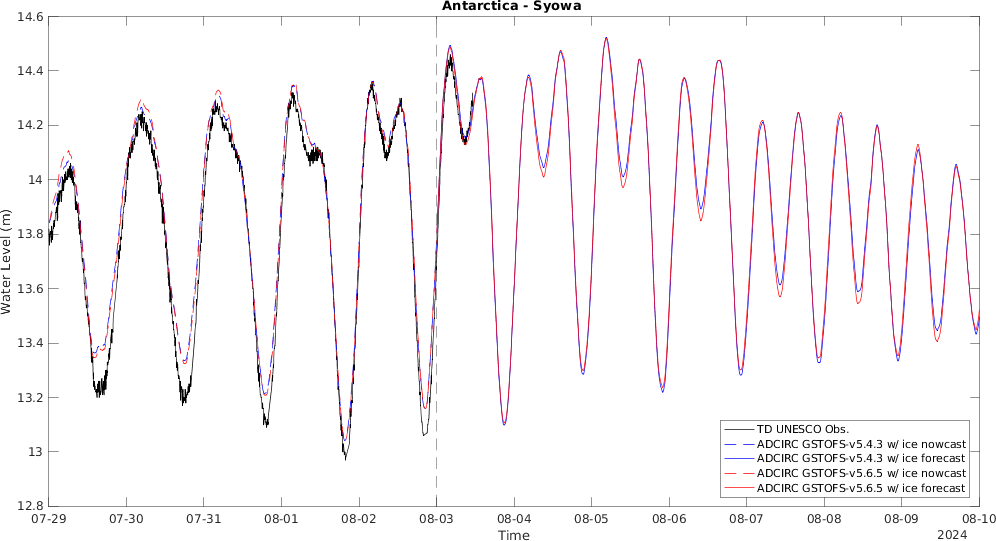 Antarctica - Syowa
14.6
14.4
14.2
14
13.8
13.6
13.4
13.2
13
12.8
Water Level (m)
07-29 07-30 07-31 08-01 08-02 08-03 08-04 08-05 08-06 08-07 08-08 08-09 08-10
Time
2024
TD UNESCO Obs.
ADCIRC GSTOFS-v5.4.3 w/ ice nowcast
ADCIRC GSTOFS-v5.4.3 w/ ice forecast
ADCIRC GSTOFS-v5.6.5 w/ ice nowcast
ADCIRC GSTOFS-v5.6.5 w/ ice forecast